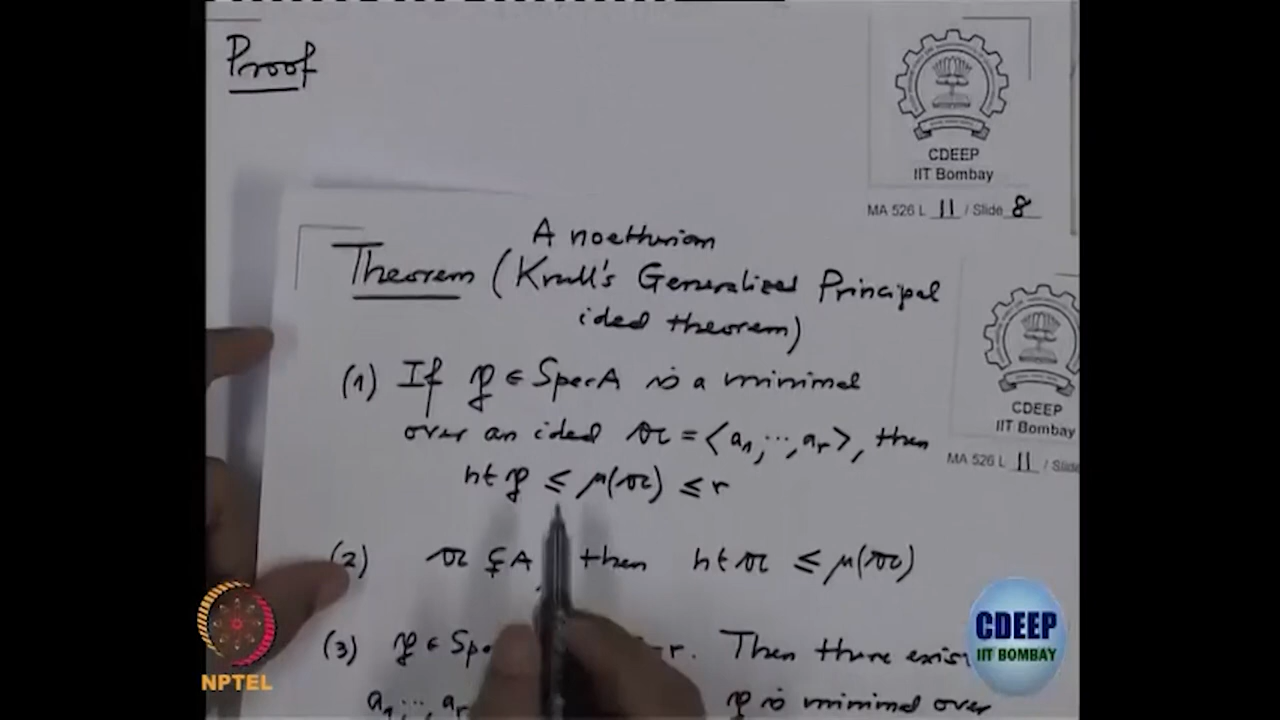 Proof
CDEEP
IIT Bombay
MA 526 L 11 / Slide 8
A noetherian
Theorem (Krull's Generalized Principal
ideal theorem)
(1) If 𝔭 ∈ Spec A is a minimal
over an ideal 𝔞 = ⟨a₁, ..., aᵣ⟩, then
ht 𝔭 ≤ μ(𝔞) ≤ r
CDEEP
IIT Bombay
MA 526 L 11 / Slide
(2) 𝔞 ⊊ A, then ht 𝔞 ≤ μ(𝔞)
(3) 𝔭 ∈ r. Then there
a₁, ..., aᵣ 𝔭 is minimal over
NPTEL
CDEEP
IIT BOMBAY